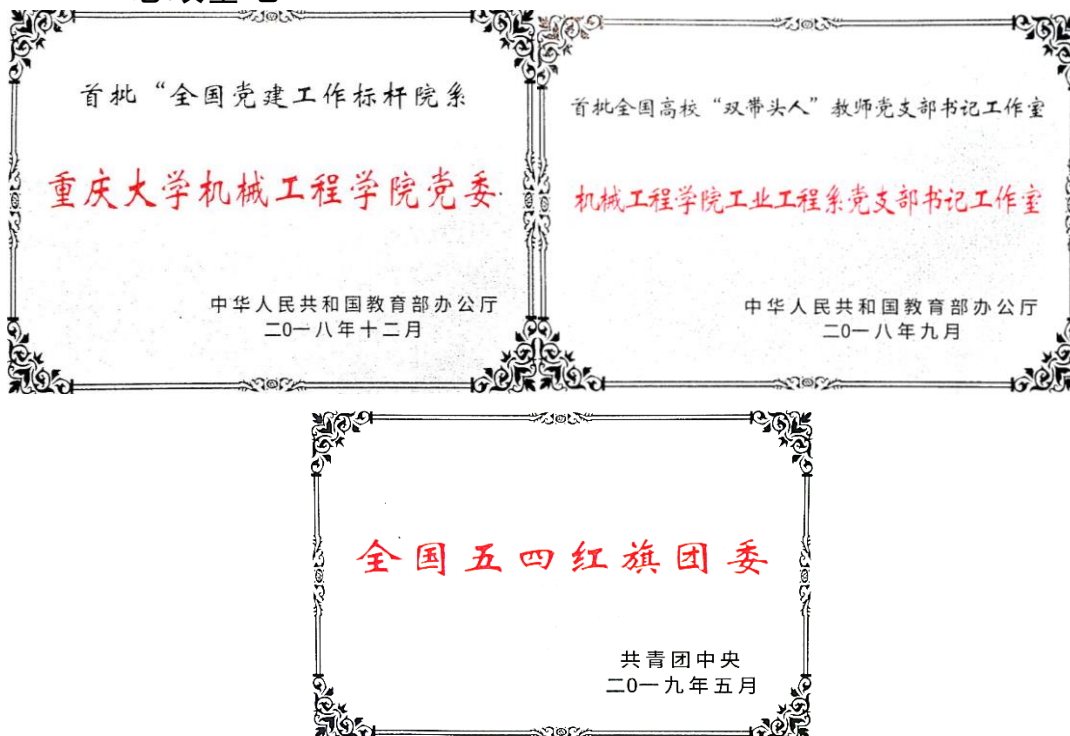 首批“全国党建工作标杆院系
重庆大学机械工程学院党委
中华人民共和国教育部办公厅
二0一八年十二月
首批全国高校“双带头人”教师党支部书记工作室
机械工程学院工业工程系党支部书记工作室
中华人民共和国教育部办公厅
二0一八年九月
全国五四红旗团委
共青团中央
二0一九年五月